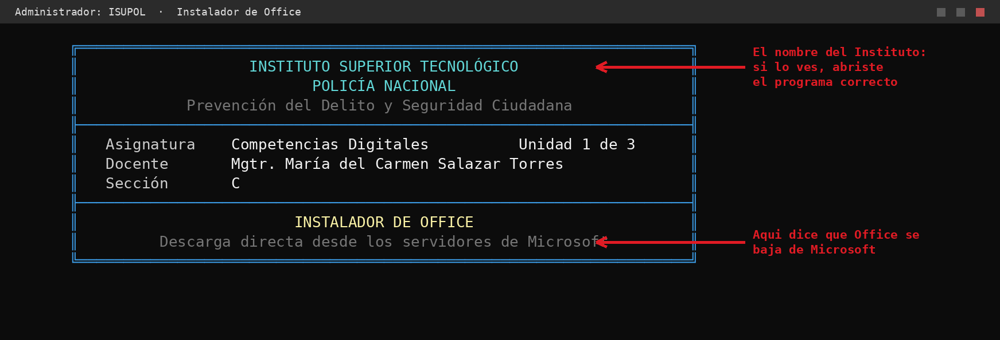 Administrador: ISUPOL · Instalador de Office
INSTITUTO SUPERIOR TECNOLÓGICO
POLICÍA NACIONAL
Prevención del Delito y Seguridad Ciudadana
El nombre del Instituto:
si lo ves, abriste
el programa correcto
Asignatura Competencias Digitales Unidad 1 de 3
Docente Mgtr. María del Carmen Salazar Torres
Sección C
INSTALADOR DE OFFICE
Descarga directa desde los servidores de Microsoft
Aqui dice que Office se
baja de Microsoft